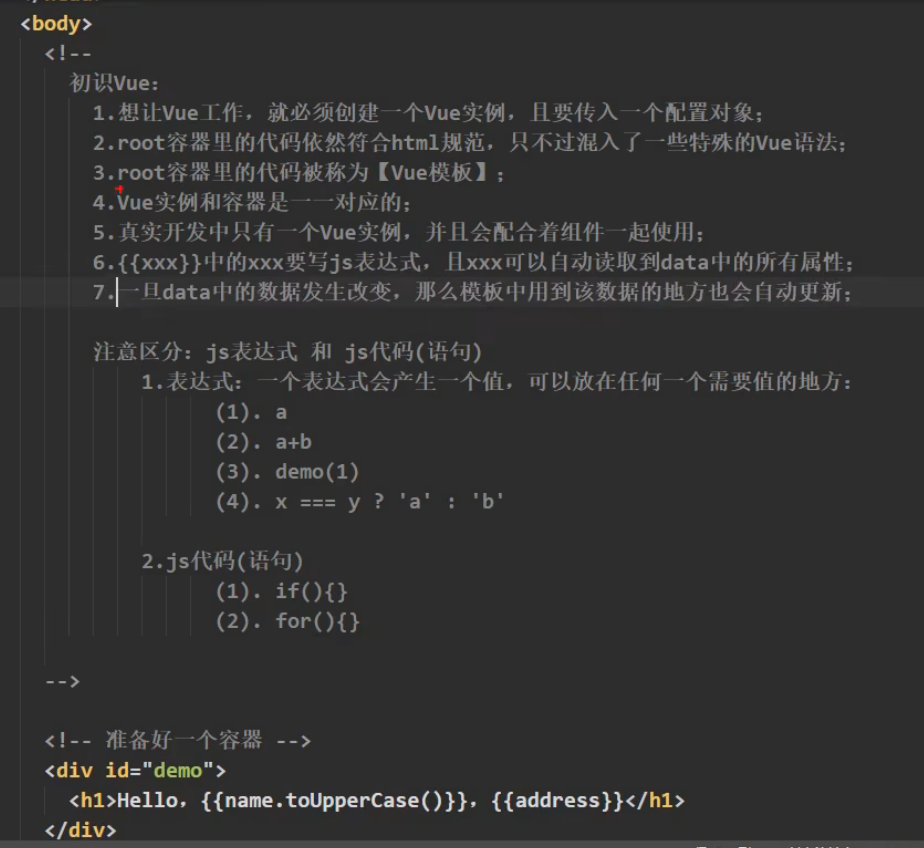 <body>
<!--
初识Vue:
1.想让Vue工作，就必须创建一个Vue实例，且要传入一个配置对象；
2.root容器里的代码依然符合html规范，只不过混入了一些特殊的Vue语法；
3.root容器里的代码被称为【Vue模板】；
4.Vue实例和容器是一一对应的；
5.真实开发中只有一个Vue实例，并且会配合着组件一起使用；
6.{{xxx}}中的xxx要写js表达式，且xxx可以自动读取到data中的所有属性；
7.一旦data中的数据发生改变，那么模板中用到该数据的地方也会自动更新；
注意区分：js表达式 和 js代码(语句)
1.表达式：一个表达式会产生一个值，可以放在任何一个需要值的地方：
(1). a
(2). a+b
(3). demo(1)
(4). x === y ? 'a' : 'b'
2.js代码(语句)
(1). if(){}
(2). for(){}
-->
<!-- 准备好一个容器 -->
<div id="demo">
<h1>Hello，{{name.toUpperCase()}}，{{address}}</h1>
</div>